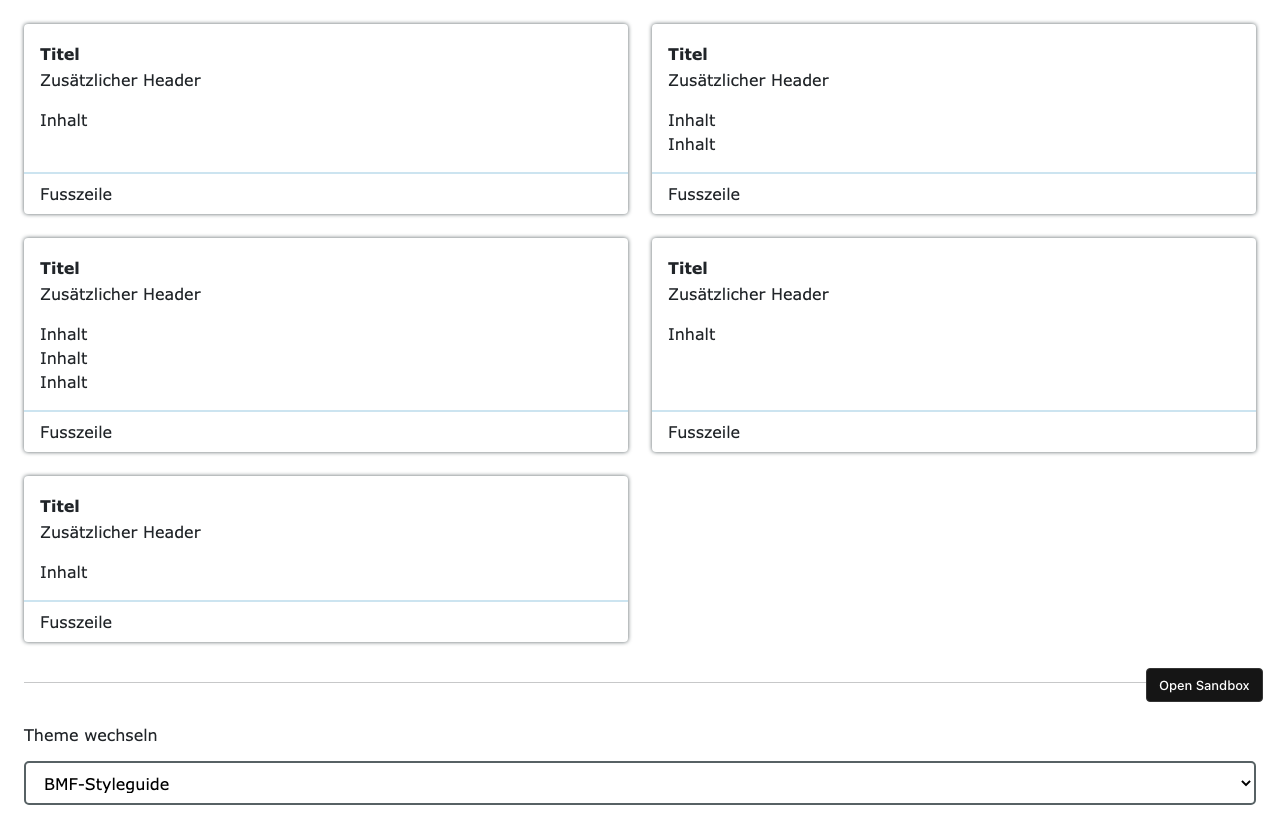 Titel
Zusätzlicher Header
Inhalt
Fusszeile
Titel
Zusätzlicher Header
Inhalt
Inhalt
Fusszeile
Titel
Zusätzlicher Header
Inhalt
Inhalt
Inhalt
Fusszeile
Titel
Zusätzlicher Header
Inhalt
Fusszeile
Titel
Zusätzlicher Header
Inhalt
Fusszeile
Open Sandbox
Theme wechseln
BMF-Styleguide